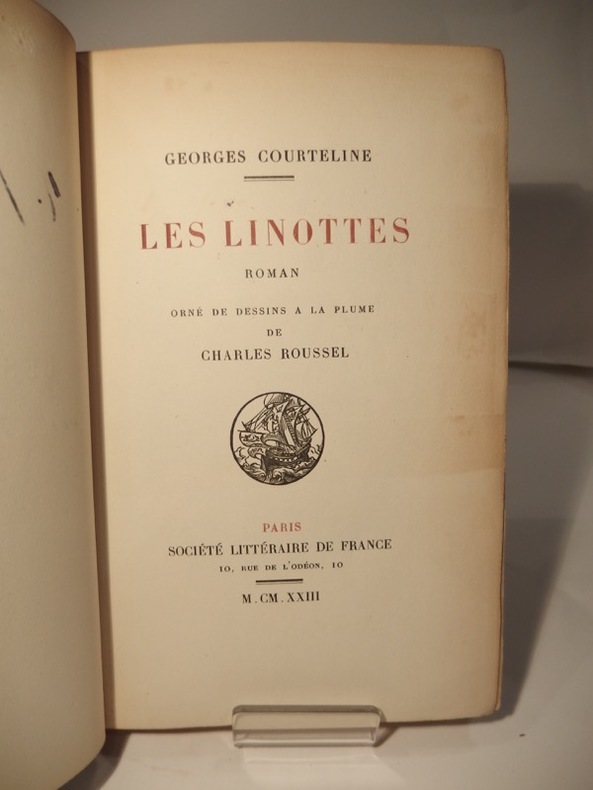 GEORGES COURTELINE
LES LINOTTES
ROMAN
ORNÉ DE DESSINS A LA PLUME
DE
CHARLES ROUSSEL
PARIS
SOCIÉTÉ LITTÉRAIRE DE FRANCE
10, RUE DE L'ODÉON, 10
M.CM.XXIII